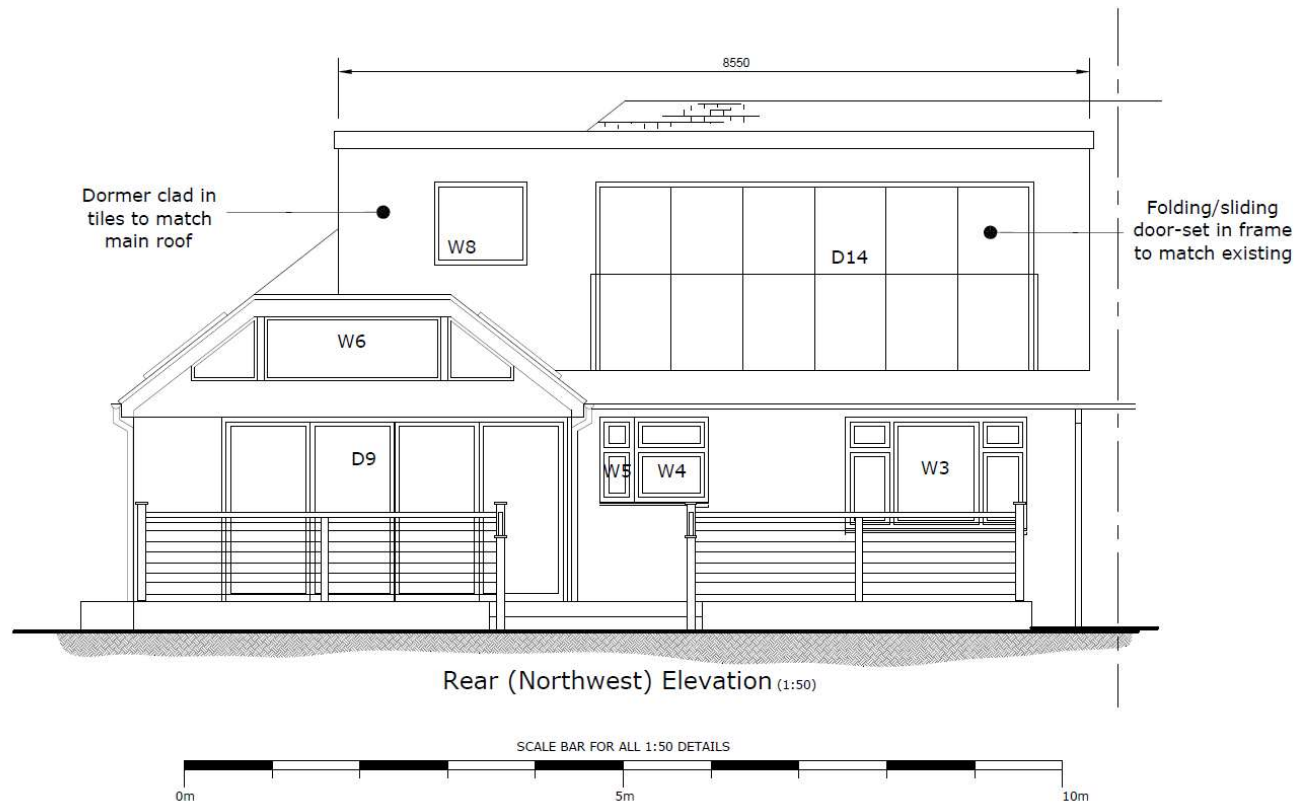 8550
Dormer clad in
tiles to match
main roof
Folding/sliding
door-set in frame
to match existing
W8
D14
W6
D9
W5
W4
W3
Rear (Northwest) Elevation (1:50)
SCALE BAR FOR ALL 1:50 DETAILS
0m
5m
10m